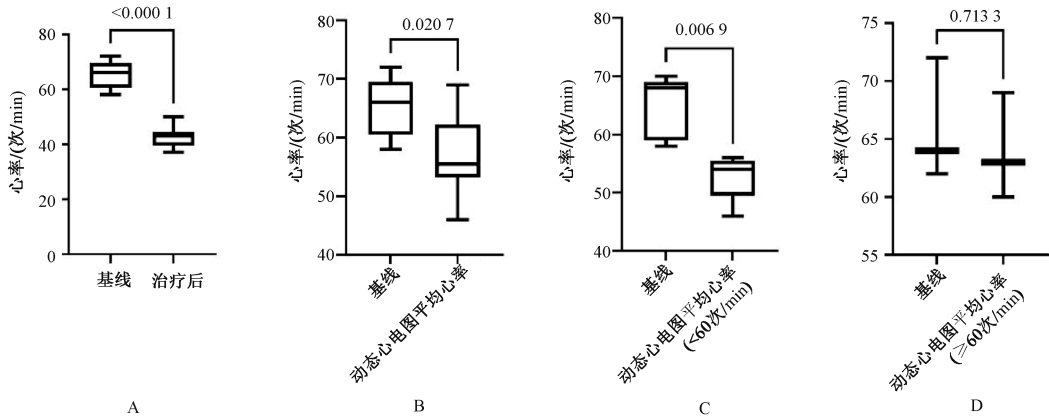 <0.000 1
80
60
40
20
0
心率/(次/min)
基线
治疗后
A
0.020 7
80
70
60
50
40
心率/(次/min)
基线
动态心电图平均心率
B
0.006 9
80
70
60
50
40
心率/(次/min)
基线
动态心电图平均心率
(<60次/min)
C
0.713 3
75
70
65
60
55
心率/(次/min)
基线
动态心电图平均心率
(≥60次/min)
D